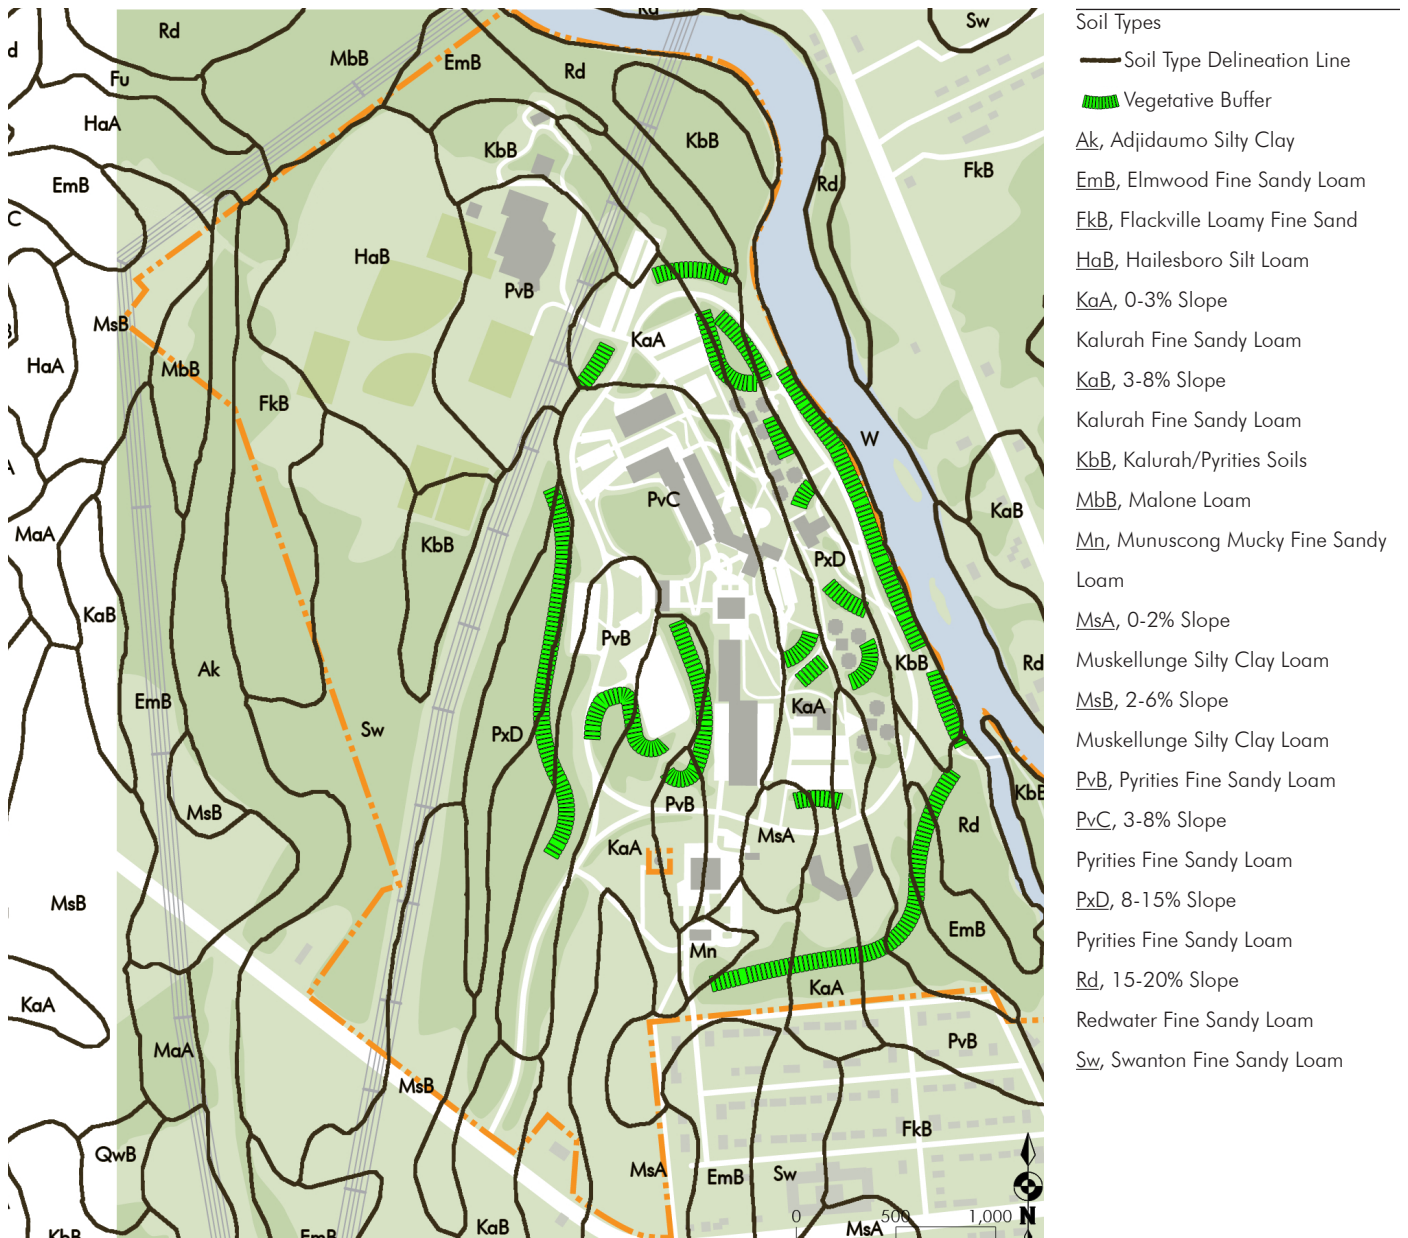 Rd
Sw
Soil Types
Rd
d
MbB
EmB
Rd
Soil Type Delineation Line
Fu
Vegetative Buffer
HaA
KbB
KbB
Ak, Adjidaumo Silty Clay
FkB
EmB
Rd
EmB, Elmwood Fine Sandy Loam
C
FkB, Flackville Loamy Fine Sand
HaB
HaB, Hailesboro Silt Loam
PvB
KaA, 0-3% Slope
MsB
KaA
Kalurah Fine Sandy Loam
B
HaA
MbB
KaB, 3-8% Slope
FkB
Kalurah Fine Sandy Loam
W
A
KbB, Kalurah/Pyrities Soils
PvC
KaB
MbB, Malone Loam
MaA
KbB
Mn, Munuscong Mucky Fine Sandy
Loam
PxD
KaB
MsA, 0-2% Slope
PvB
Ak
KbB
Rd
Muskellunge Silty Clay Loam
EmB
KaA
MsB, 2-6% Slope
Sw
PxD
Muskellunge Silty Clay Loam
PvB, Pyrities Fine Sandy Loam
KbB
MsB
PvB
PvC, 3-8% Slope
Rd
MsA
KaA
Pyrities Fine Sandy Loam
MsB
PxD, 8-15% Slope
EmB
Pyrities Fine Sandy Loam
Mn
Rd, 15-20% Slope
KaA
KaA
Redwater Fine Sandy Loam
MaA
PvB
Sw, Swanton Fine Sandy Loam
MsB
FkB
QwB
MsA
EmB
Sw
0 500 1,000 N
KbB
EmB
KaB
MsA